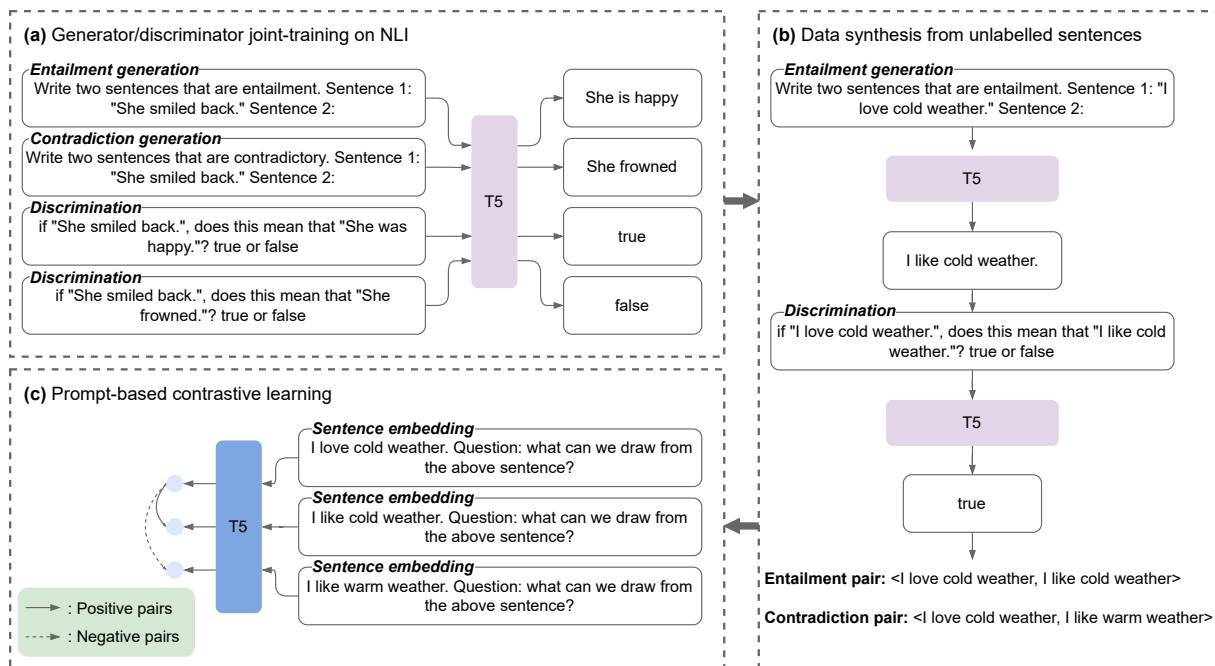 (a) Generator/discriminator joint-training on NLI
Entailment generation
Write two sentences that are entailment. Sentence 1:
"She smiled back." Sentence 2:
Contradiction generation
Write two sentences that are contradictory. Sentence 1:
"She smiled back." Sentence 2:
Discrimination
if "She smiled back.", does this mean that "She was
happy."? true or false
Discrimination
if "She smiled back.", does this mean that "She
frowned."? true or false
T5
She is happy
She frowned
true
false
(b) Data synthesis from unlabelled sentences
Entailment generation
Write two sentences that are entailment. Sentence 1: "I
love cold weather." Sentence 2:
T5
I like cold weather.
Discrimination
if "I love cold weather.", does this mean that "I like cold
weather."? true or false
T5
true
Entailment pair: <I love cold weather, I like cold weather>
Contradiction pair: <I love cold weather, I like warm weather>
(c) Prompt-based contrastive learning
Sentence embedding
I love cold weather. Question: what can we draw from
the above sentence?
Sentence embedding
I like cold weather. Question: what can we draw from
the above sentence?
Sentence embedding
I like warm weather. Question: what can we draw from
the above sentence?
T5
: Positive pairs
: Negative pairs